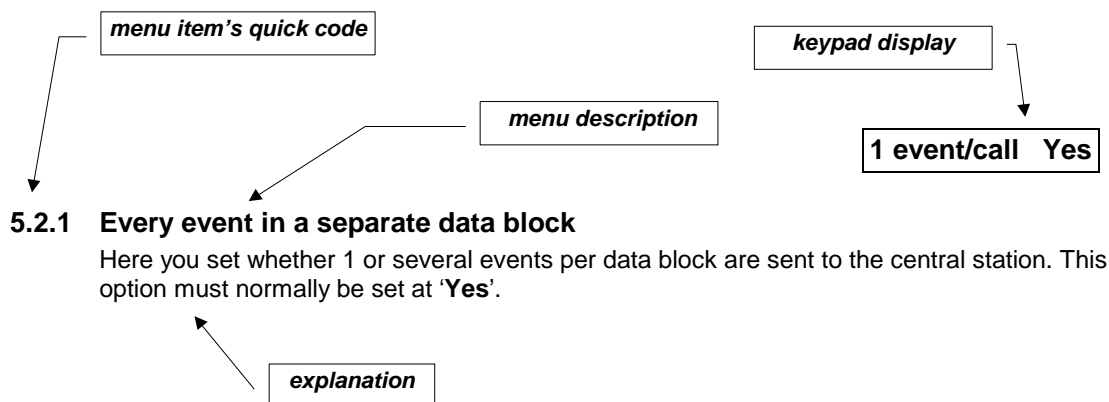 menu item’s quick code
keypad display
menu description
1 event/call Yes
5.2.1 Every event in a separate data block
Here you set whether 1 or several events per data block are sent to the central station. This
option must normally be set at ‘Yes’.
explanation